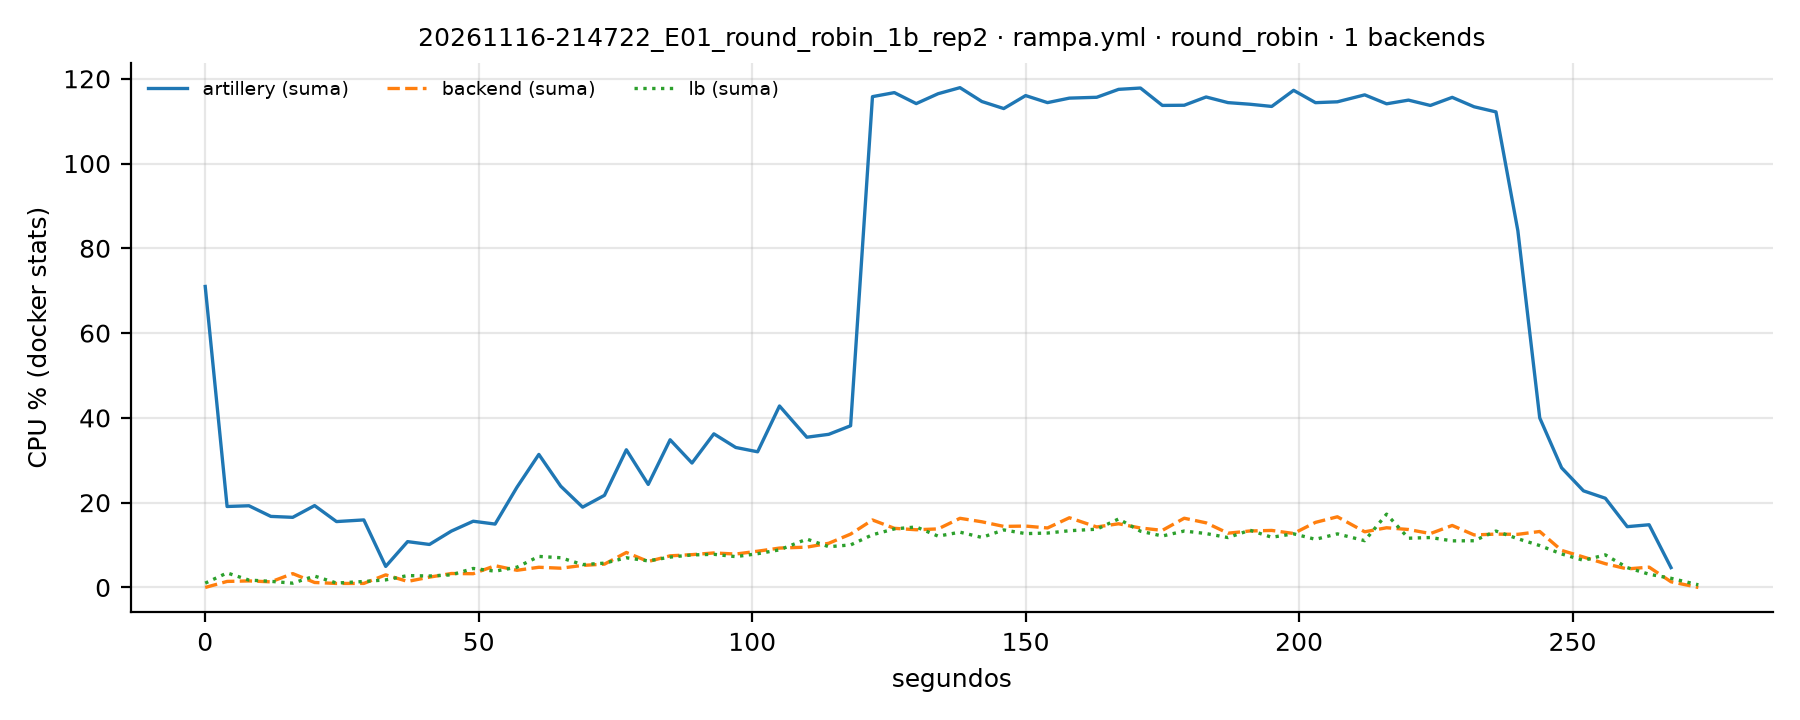 20261116-214722_E01_round_robin_1b_rep2 · rampa.yml · round_robin · 1 backends
artillery (suma) backend (suma) lb (suma)
CPU % (docker stats)
120
100
80
60
40
20
0
0 50 100 150 200 250
segundos